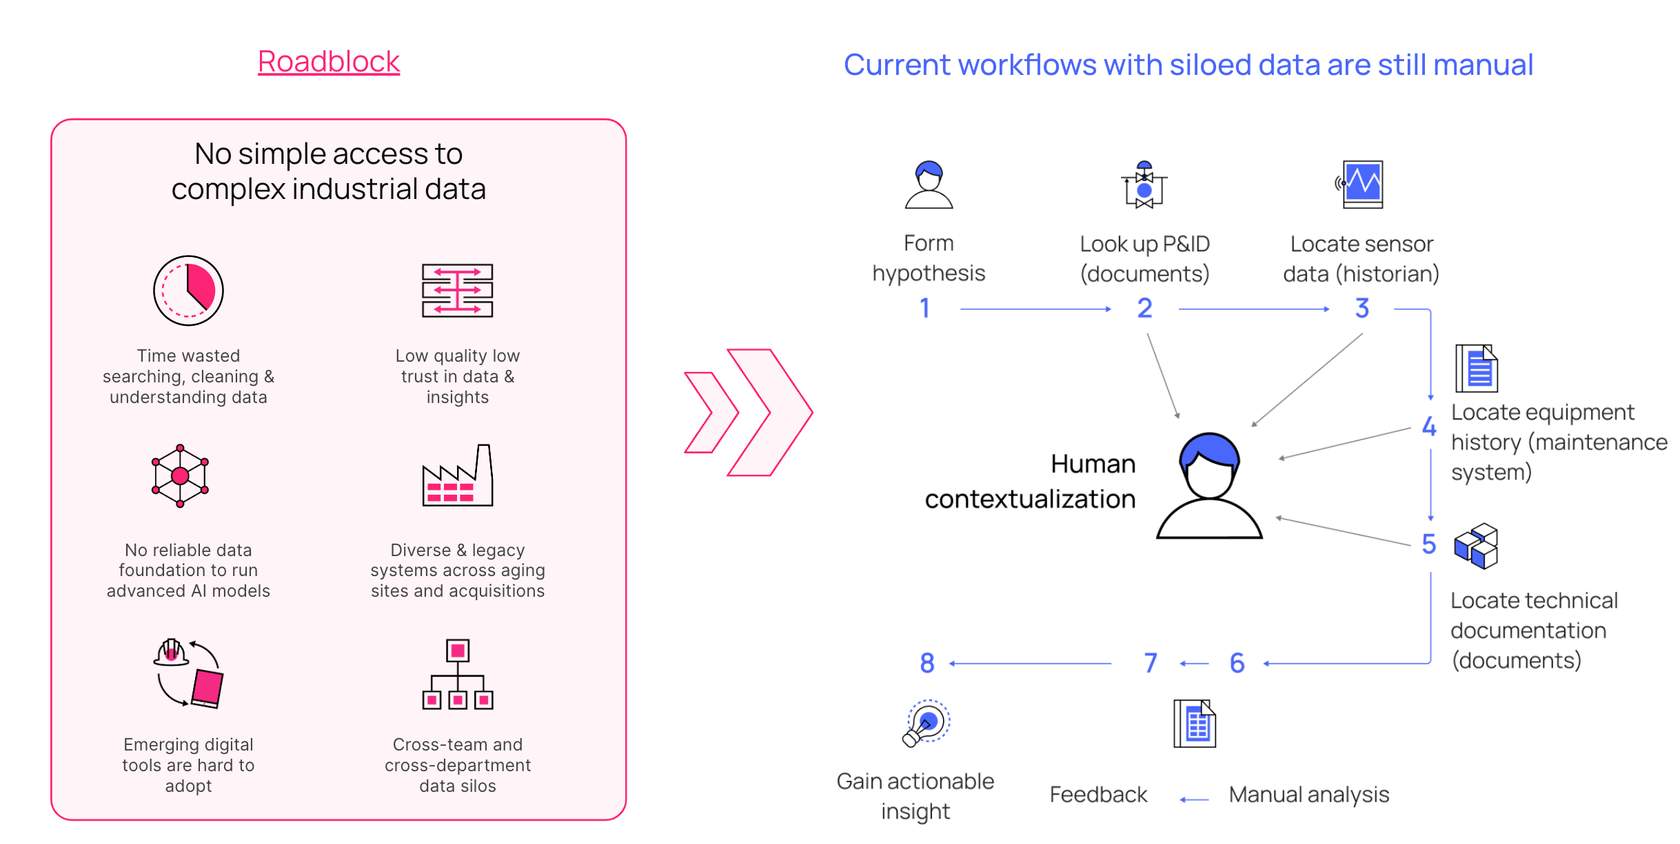 Roadblock
No simple access to
complex industrial data
Time wasted
searching, cleaning &
understanding data
Low quality low
trust in data &
insights
No reliable data
foundation to run
advanced AI models
Diverse & legacy
systems across aging
sites and acquisitions
Emerging digital
tools are hard to
adopt
Cross-team and
cross-department
data silos
Current workflows with siloed data are still manual
Form
hypothesis
1
Look up P&ID
(documents)
2
Locate sensor
data (historian)
3
4
Locate equipment
history (maintenance
system)
Human
contextualization
5
Locate technical
documentation
(documents)
6
7
8
Manual analysis
Feedback
Gain actionable
insight